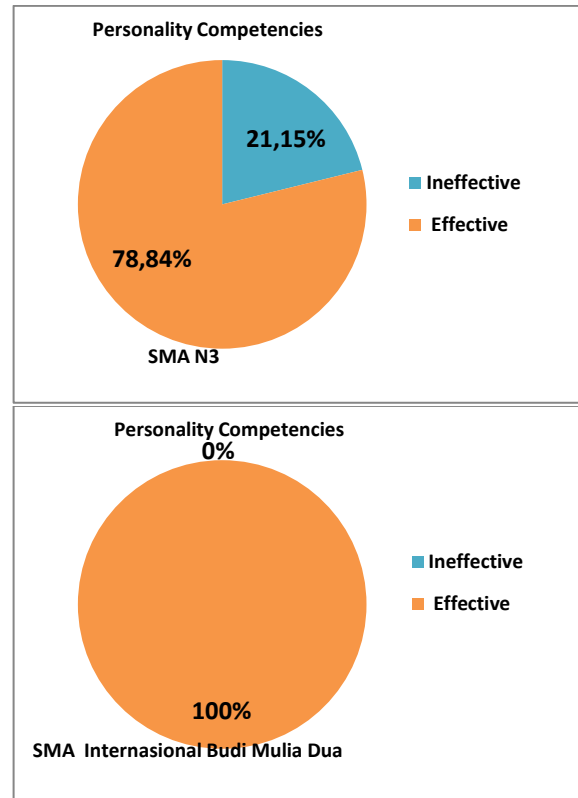 Personality Competencies
21,15%
Ineffective
Effective
78,84%
SMA N3
Personality Competencies
0%
Ineffective
Effective
100%
SMA Internasional Budi Mulia Dua